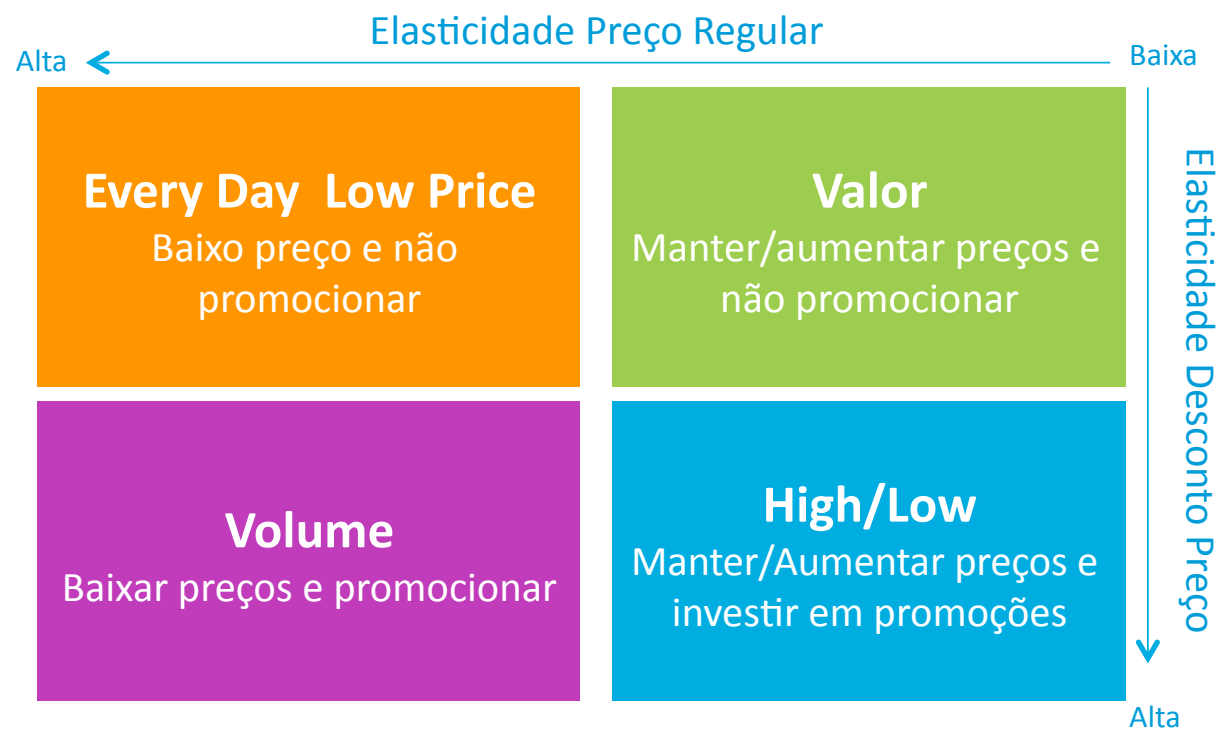 Elasticidade Preço Regular
Alta
Baixa
Every Day Low Price
Baixo preço e não
promocionar
Valor
Manter/aumentar preços e
não promocionar
Elasticidade Desconto Preço
Volume
Baixar preços e promocionar
High/Low
Manter/Aumentar preços e
investir em promoções
Alta